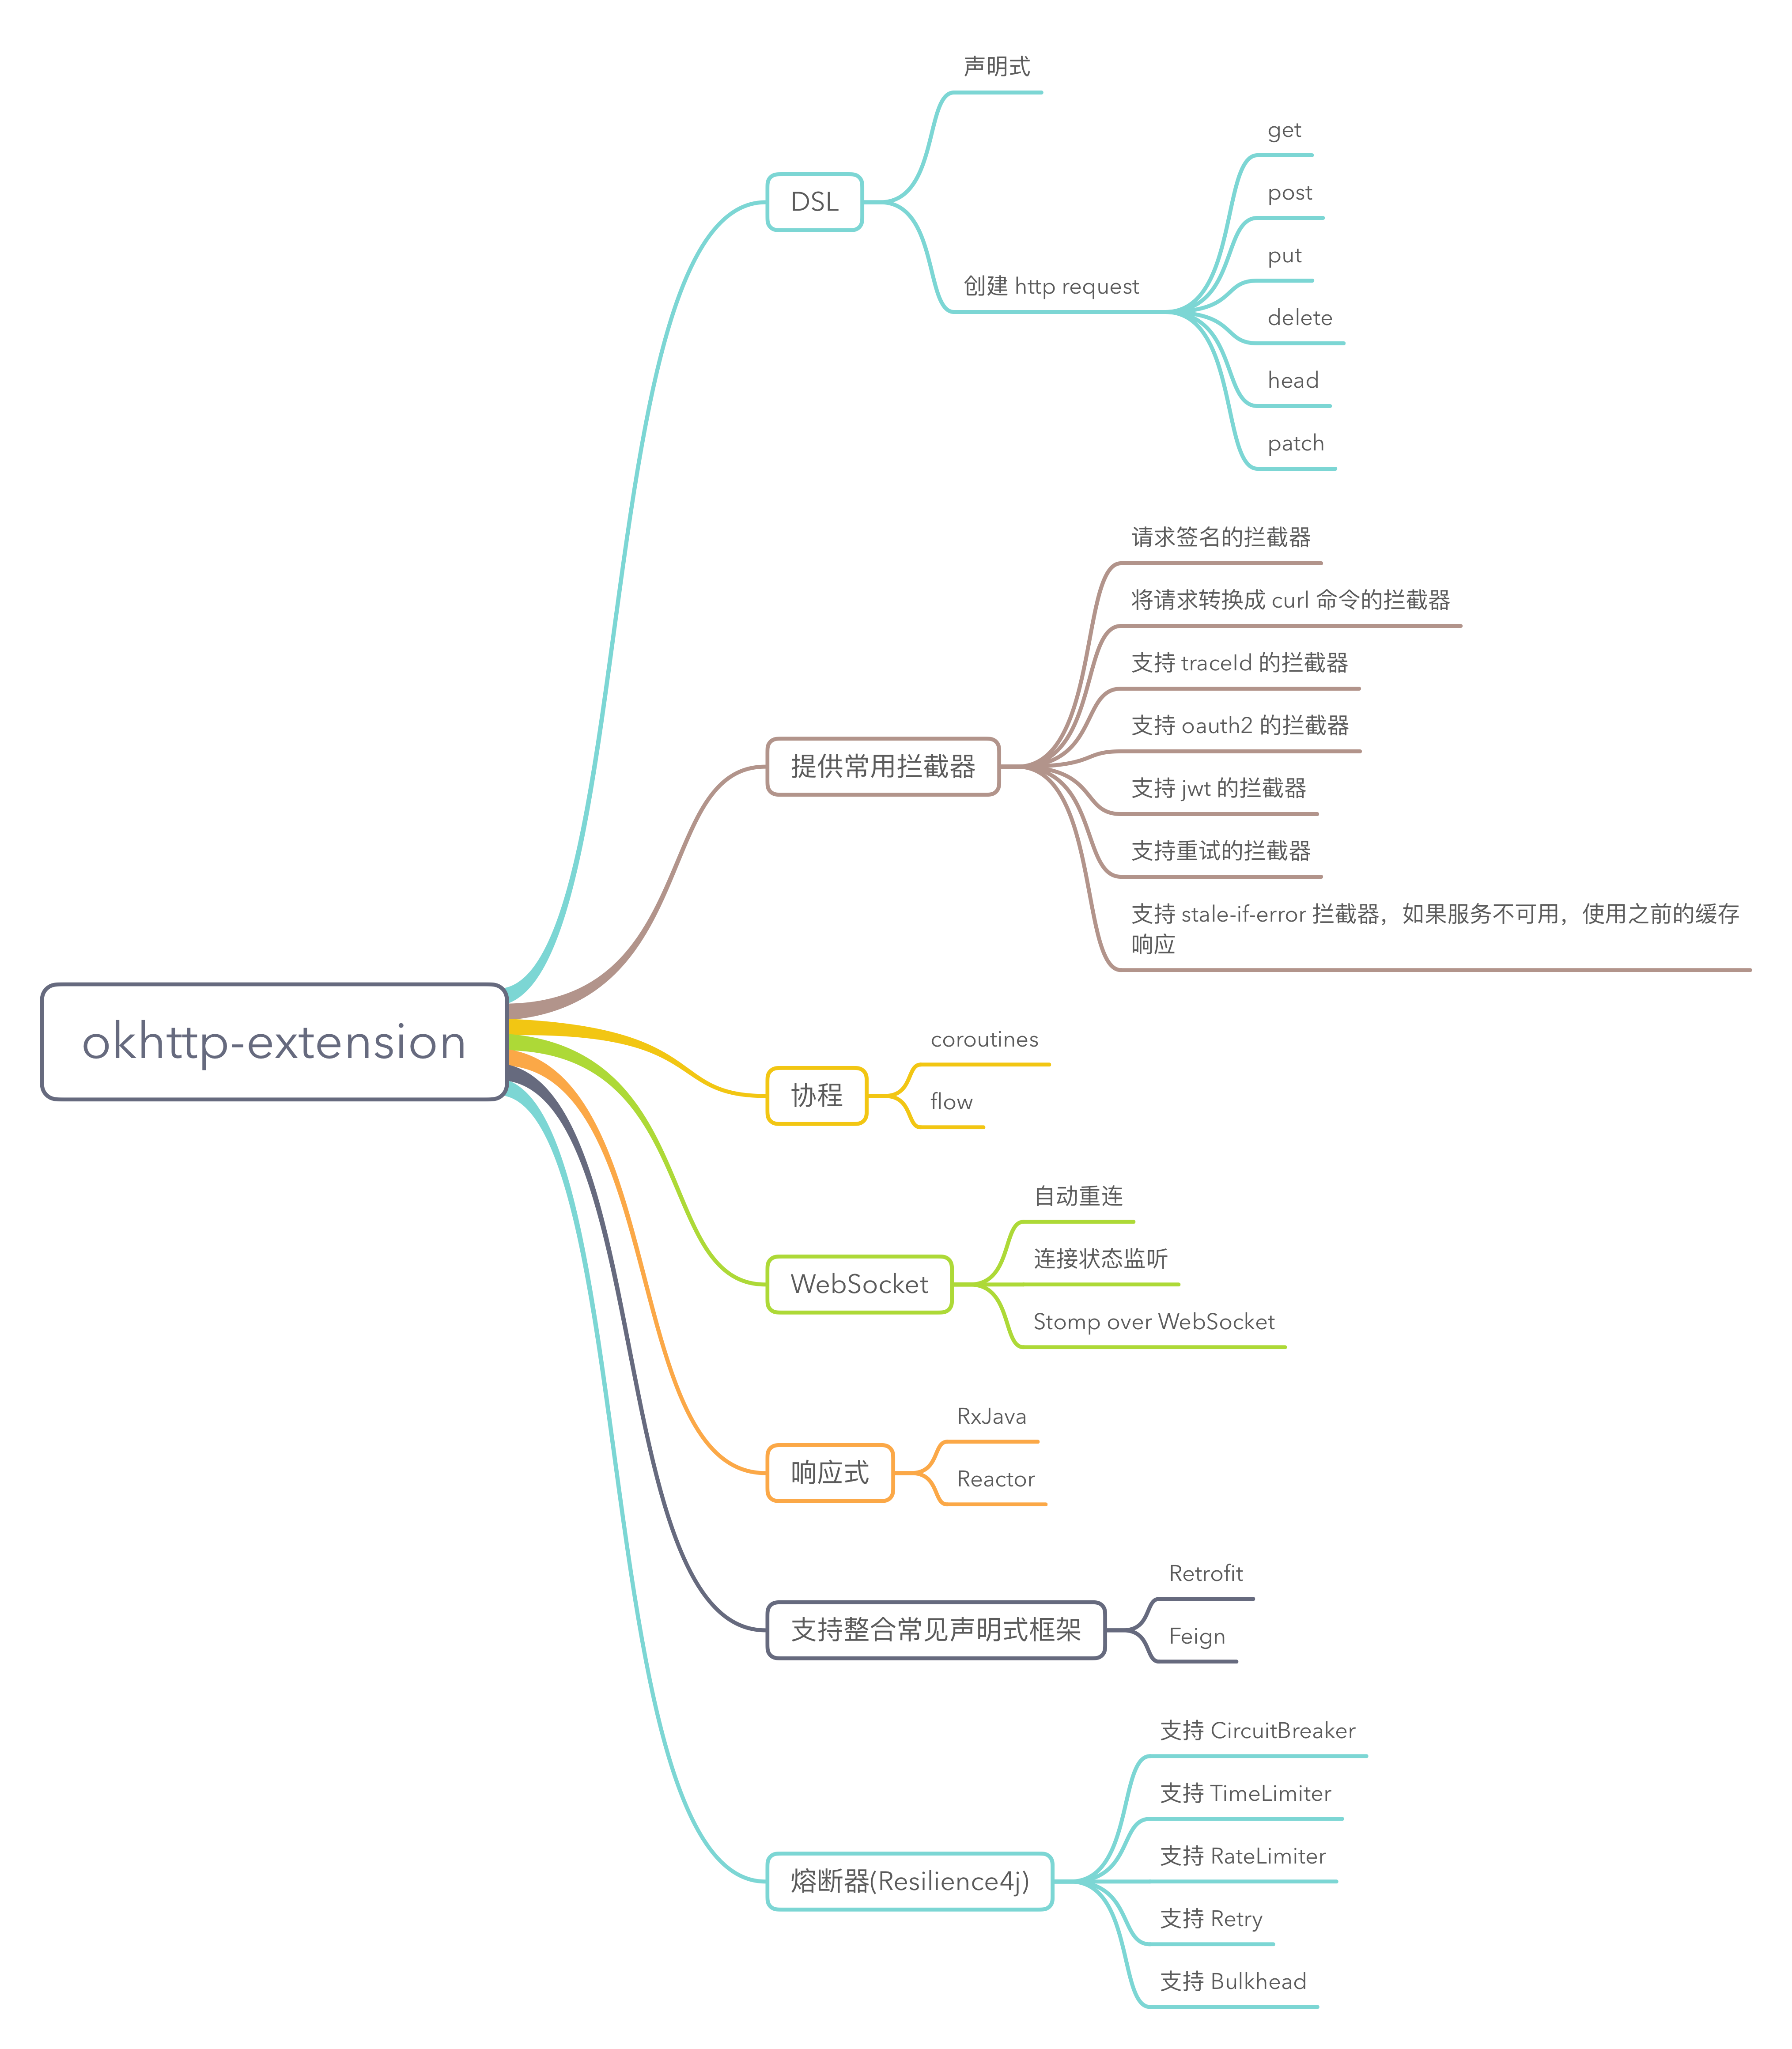 okhttp-extension
DSL
声明式
创建 http request
get
post
put
delete
head
patch
提供常用拦截器
请求签名的拦截器
将请求转换成 curl 命令的拦截器
支持 traceId 的拦截器
支持 oauth2 的拦截器
支持 jwt 的拦截器
支持重试的拦截器
支持 stale-if-error 拦截器，如果服务不可用，使用之前的缓存
响应
协程
coroutines
flow
WebSocket
自动重连
连接状态监听
Stomp over WebSocket
响应式
RxJava
Reactor
支持整合常见声明式框架
Retrofit
Feign
熔断器(Resilience4j)
支持 CircuitBreaker
支持 TimeLimiter
支持 RateLimiter
支持 Retry
支持 Bulkhead